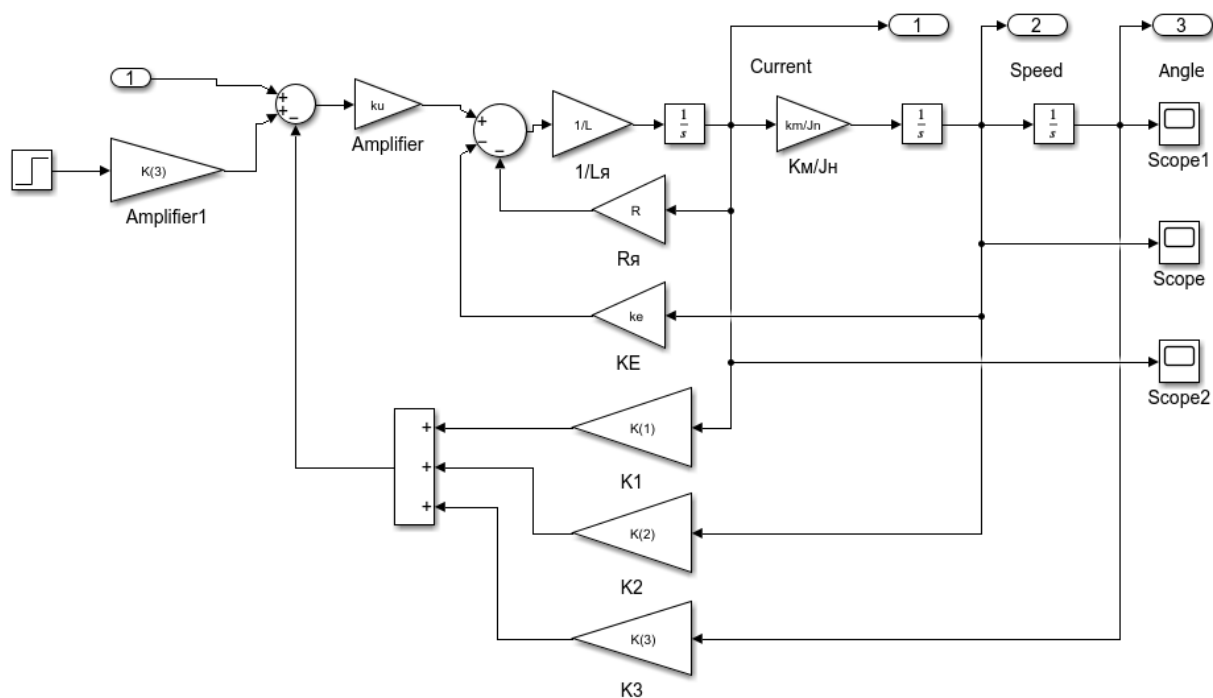 1
2
3
Current
Speed
Angle
1
+
+
−
ku
Amplifier
+
−
−
1/L
1/Lя
1
s
km/Jn
Kм/Jн
1
s
1
s
Scope1
K(3)
Amplifier1
R
Rя
Scope
ke
KE
Scope2
K(1)
K1
+
+
+
K(2)
K2
K(3)
K3